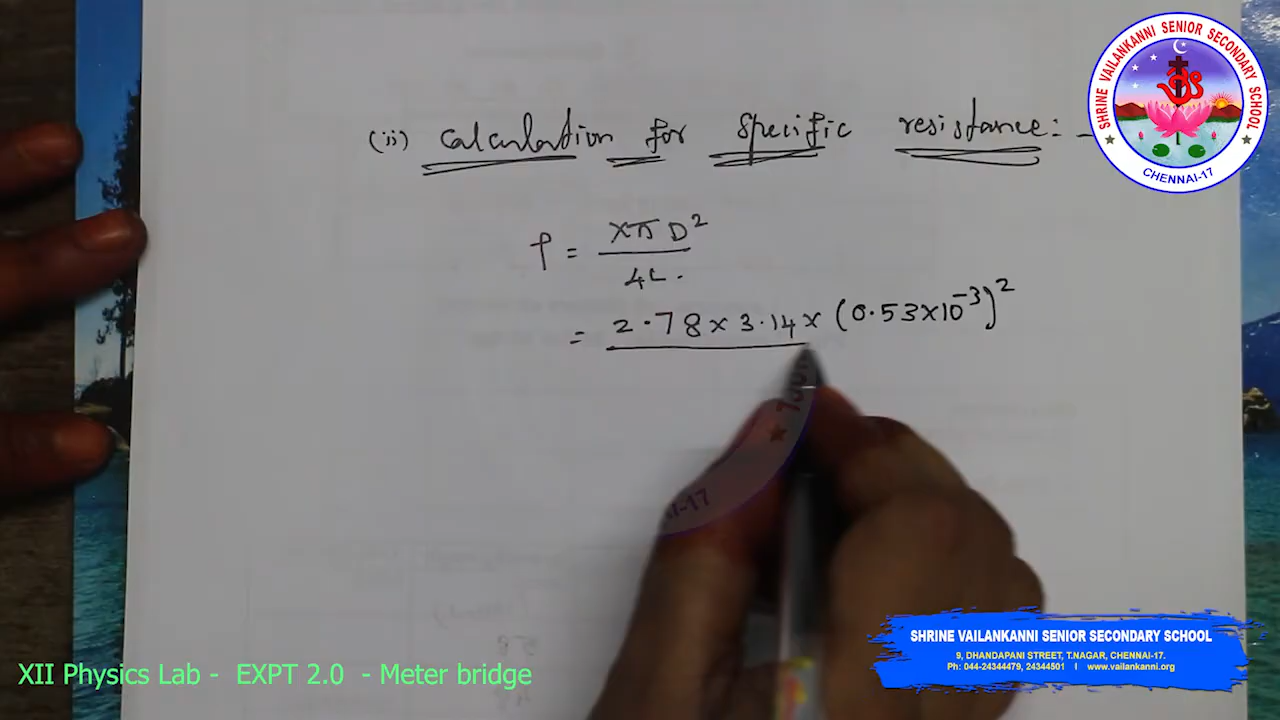 (ii) Calculation for specific resistance: -
ρ = XπD²
4L.
= 2.78 x 3.14 x (0.53x10⁻³)²
SHRINE VAILANKANNI SENIOR SECONDARY SCHOOL
CHENNAI-17
SHRINE VAILANKANNI SENIOR SECONDARY SCHOOL
9, DHANDAPANI STREET, T.NAGAR, CHENNAI-17.
Ph: 044-24344479, 24344501 I www.vailankanni.org
XII Physics Lab - EXPT 2.0 - Meter bridge